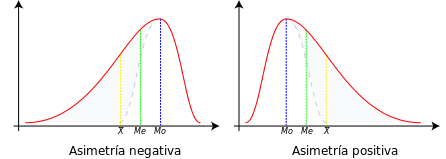 X̄ Me Mo
Mo Me X̄
Asimetría negativa
Asimetría positiva